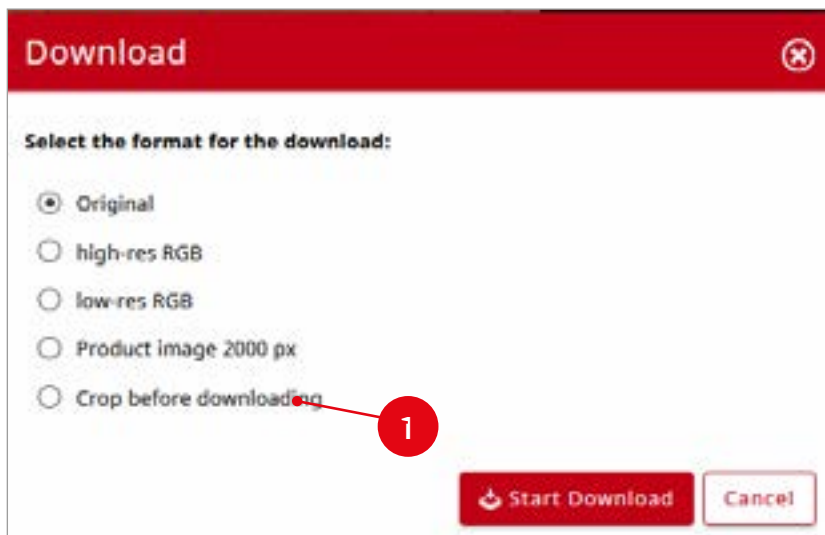 Download
Select the format for the download:
Original
high-res RGB
low-res RGB
Product image 2000 px
Crop before downloading
1
Start Download Cancel